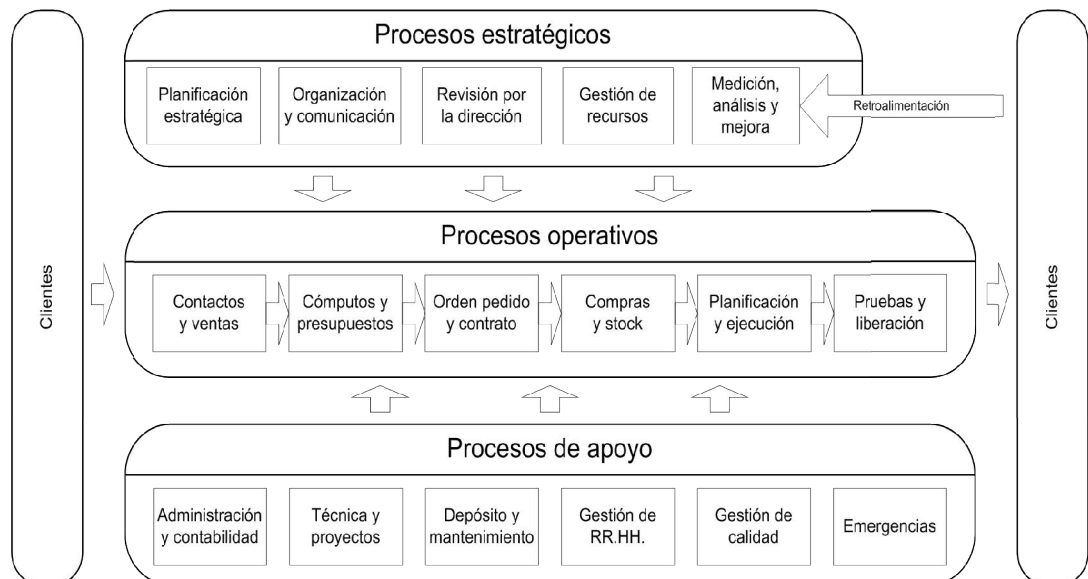 Procesos estratégicos
Planificación
estratégica
Organización
y comunicación
Revisión por
la dirección
Gestión de
recursos
Medición,
análisis y
mejora
Retroalimentación
Clientes
Procesos operativos
Contactos
y ventas
Cómputos y
presupuestos
Orden pedido
y contrato
Compras
y stock
Planificación
y ejecución
Pruebas y
liberación
Clientes
Procesos de apoyo
Administración
y contabilidad
Técnica y
proyectos
Depósito y
mantenimiento
Gestión de
RR.HH.
Gestión de
calidad
Emergencias